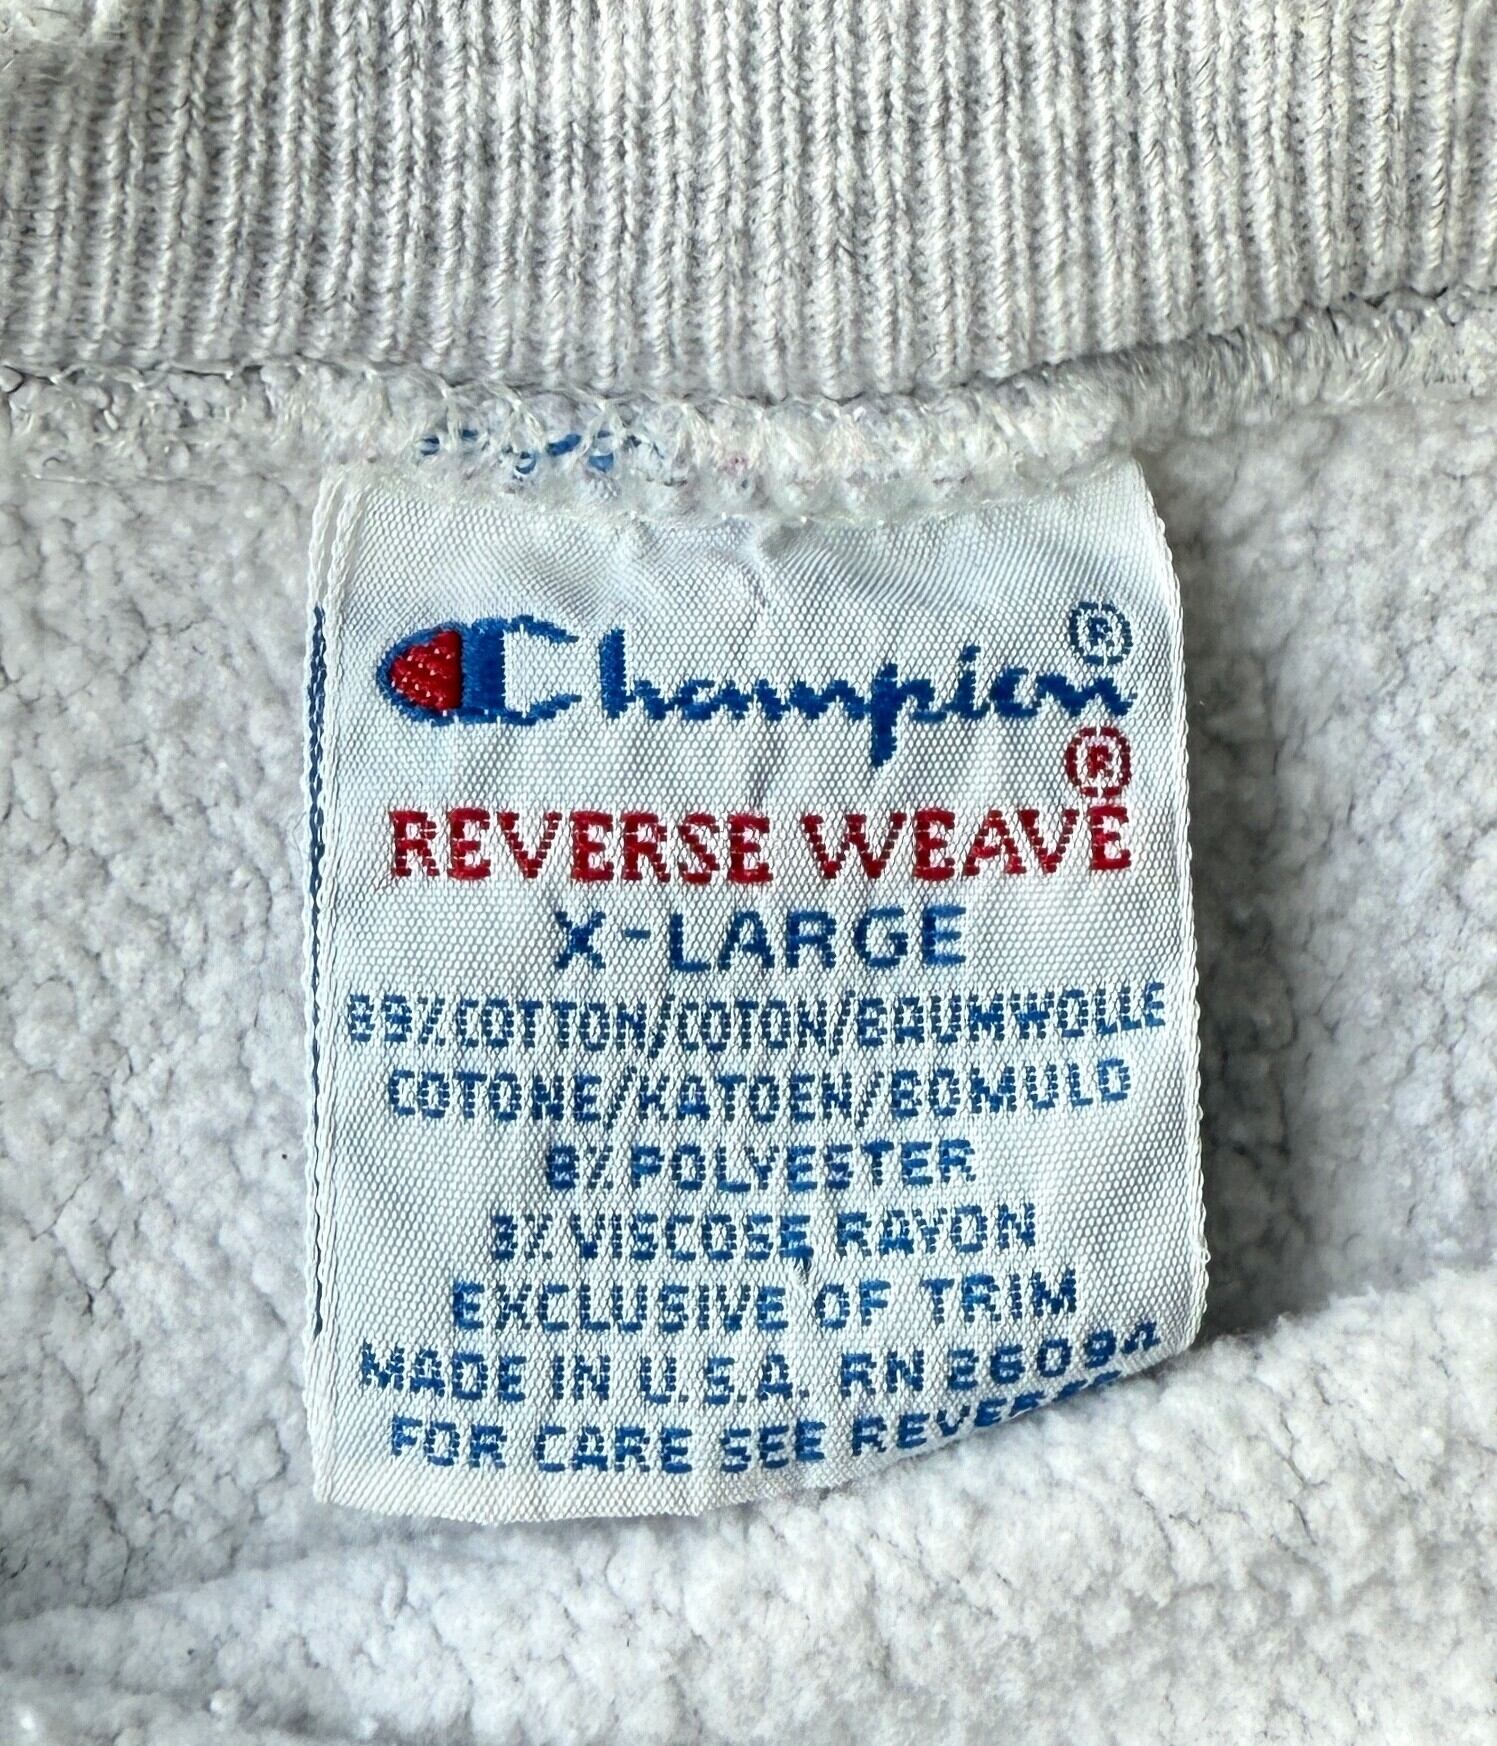 Champion®
REVERSE WEAVE®
X-LARGE
89% COTTON/COTON/BAUMWOLLE
COTONE/KATOEN/BOMULD
8% POLYESTER
3% VISCOSE RAYON
EXCLUSIVE OF TRIM
MADE IN U.S.A. RN 26094
FOR CARE SEE REVERSE